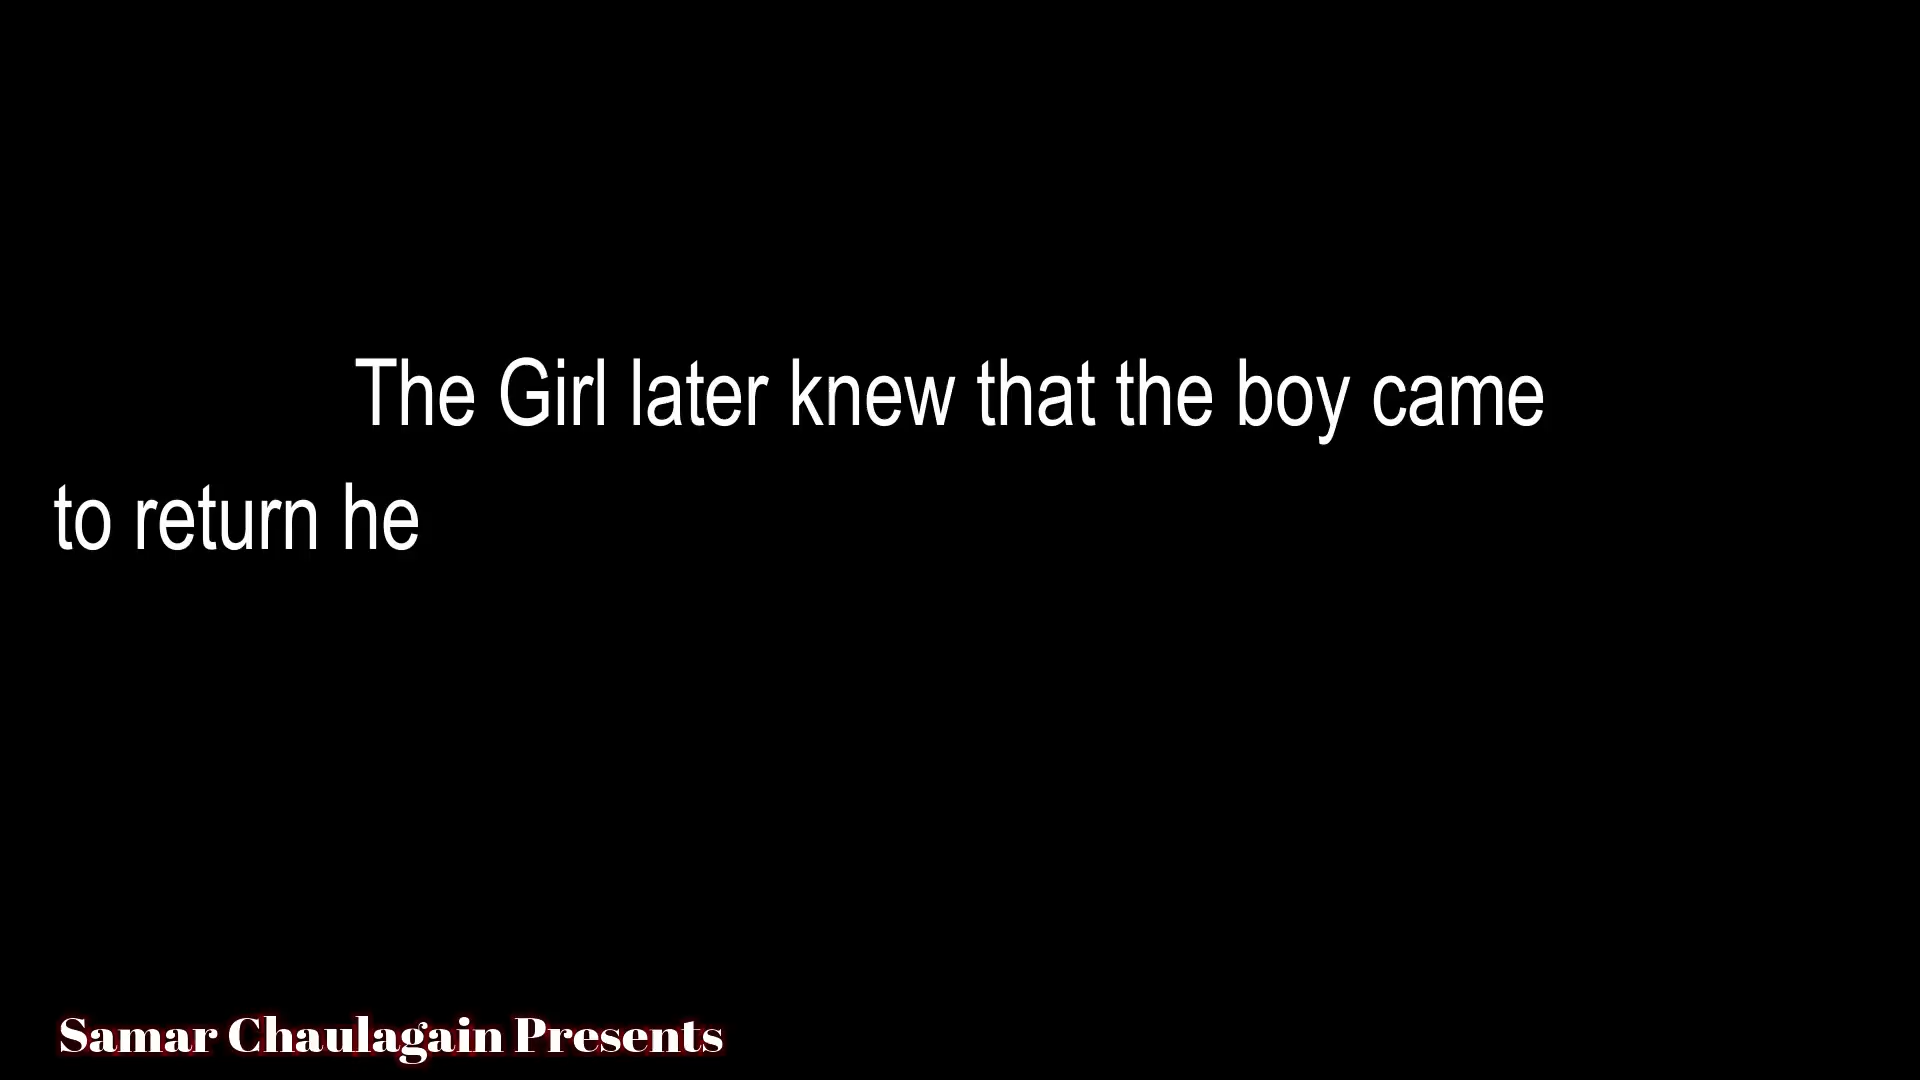 The Girl later knew that the boy came
to return he
Samar Chaulagain Presents